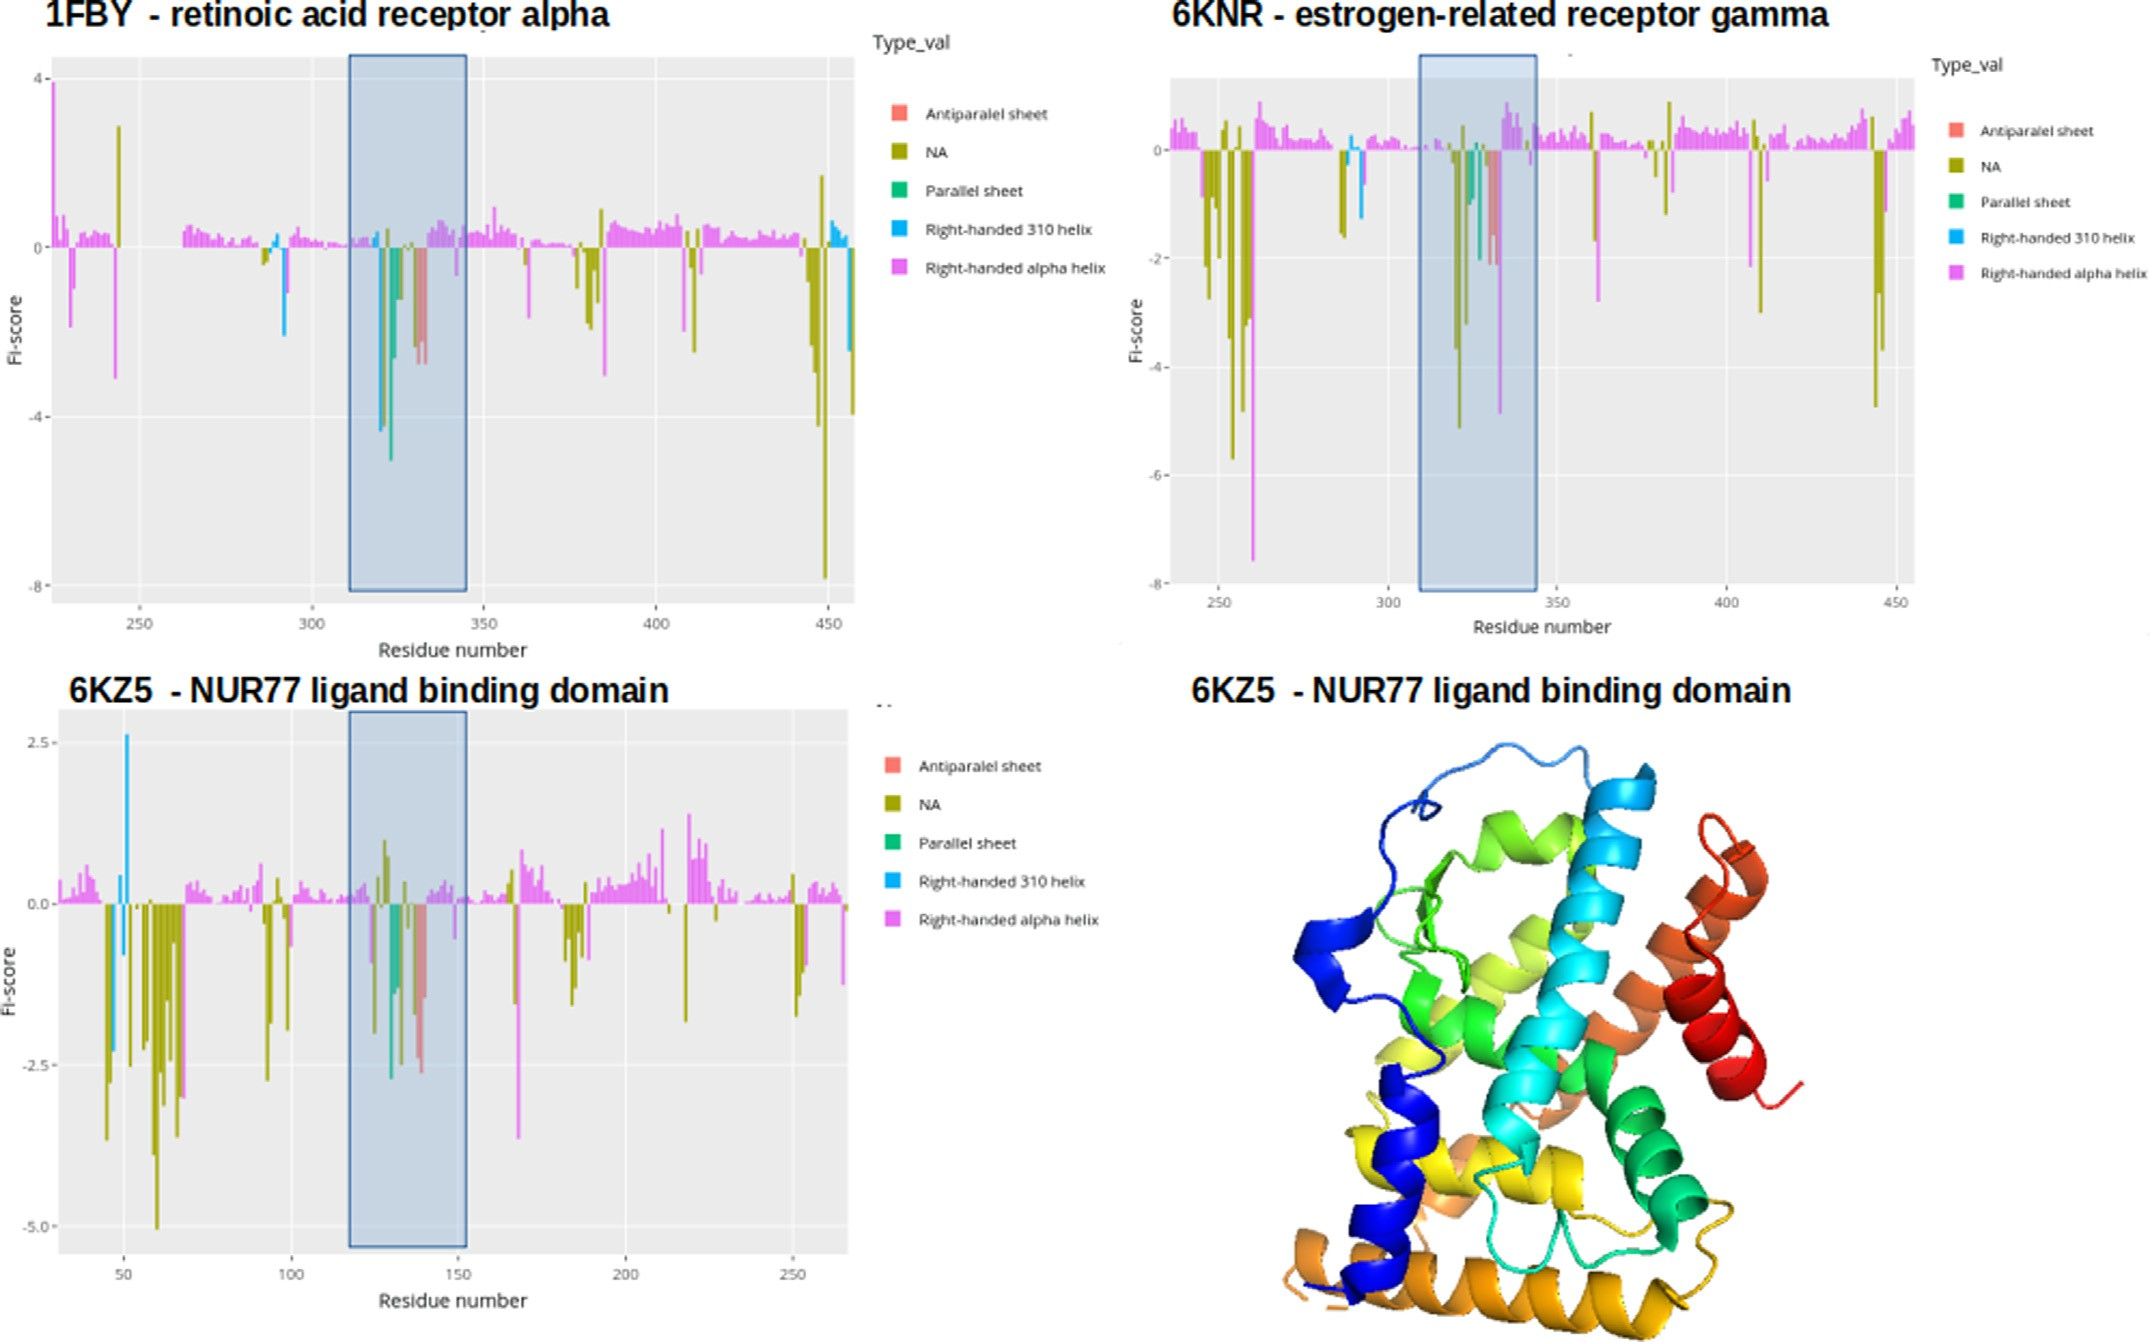 1FBY - retinoic acid receptor alpha
Type_val
4
0
-4
-8
Fi-score
250 300 350 400 450
Residue number
Antiparalel sheet
NA
Parallel sheet
Right-handed 310 helix
Right-handed alpha helix
6KNR - estrogen-related receptor gamma
Type_val
0
-2
-4
-6
-8
Fi-score
250 300 350 400 450
Residue number
Antiparalel sheet
NA
Parallel sheet
Right-handed 310 helix
Right-handed alpha helix
6KZ5 - NUR77 ligand binding domain
2.5
0.0
-2.5
-5.0
Fi-score
50 100 150 200 250
Residue number
Antiparalel sheet
NA
Parallel sheet
Right-handed 310 helix
Right-handed alpha helix
6KZ5 - NUR77 ligand binding domain